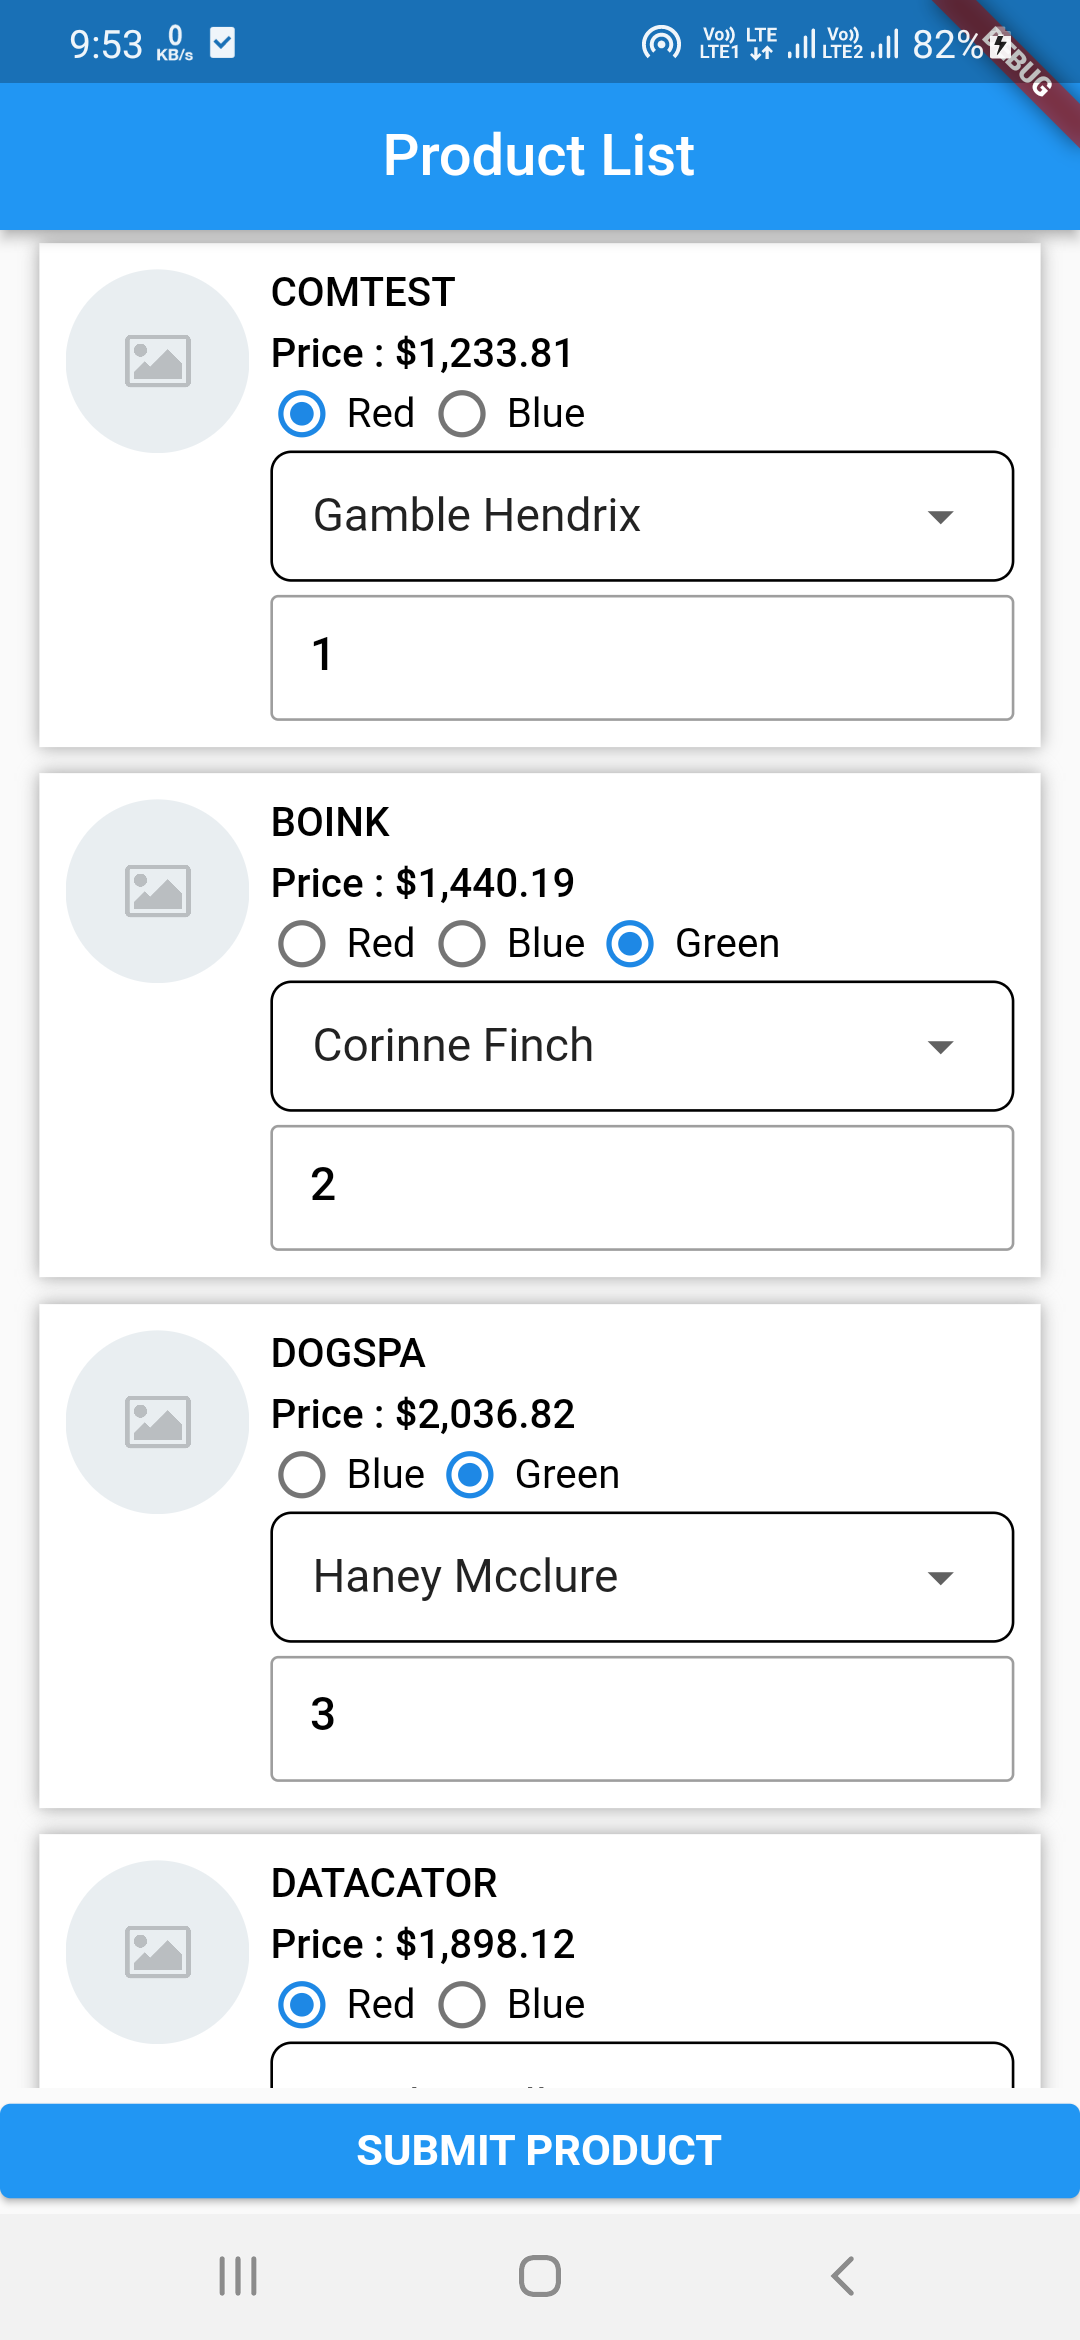 9:53 0 KB/s Vo)) LTE1 LTE Vo)) LTE2 82%
DEBUG
Product List
COMTEST
Price : $1,233.81
Red Blue
Gamble Hendrix
1
BOINK
Price : $1,440.19
Red Blue Green
Corinne Finch
2
DOGSPA
Price : $2,036.82
Blue Green
Haney Mcclure
3
DATACATOR
Price : $1,898.12
Red Blue
SUBMIT PRODUCT